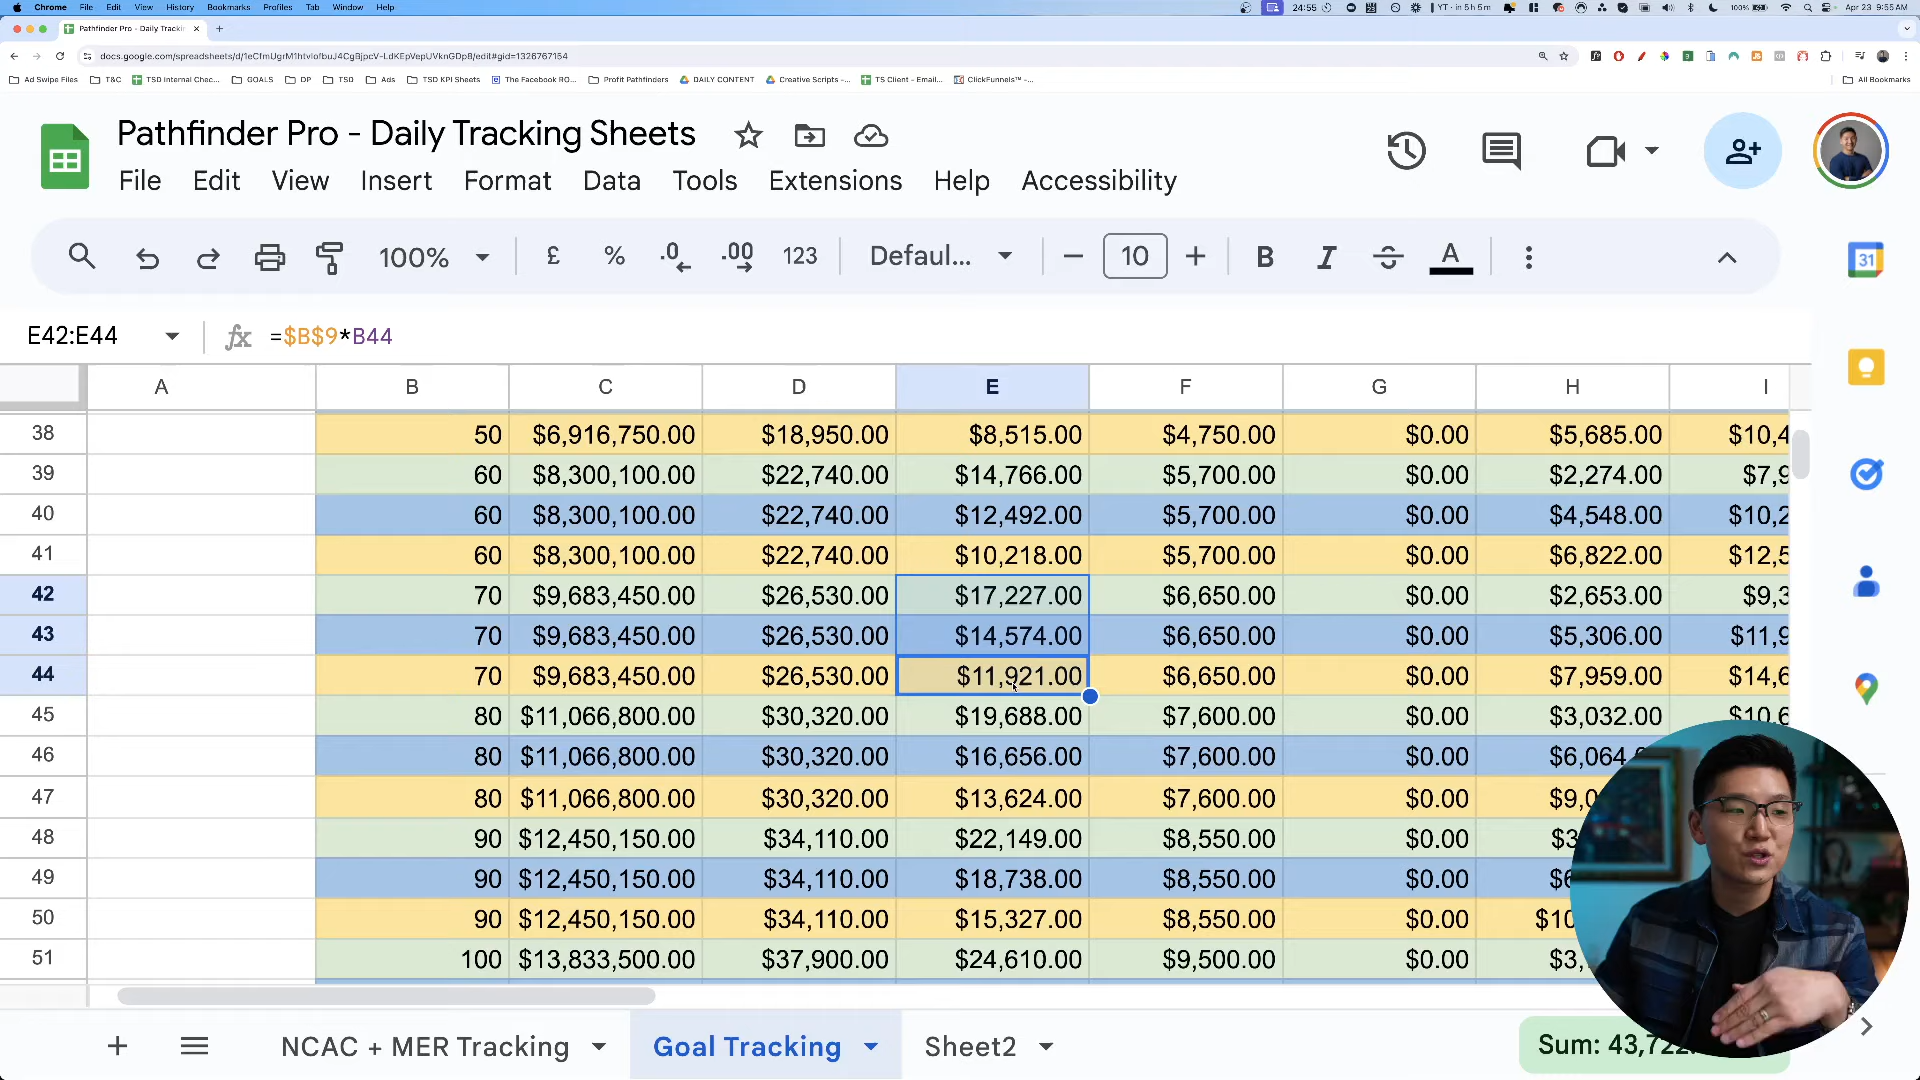 Chrome File Edit View History Bookmarks Profiles Tab Window Help 24:55 YT - in 5 h 5 m 100% Apr 23 9:55 AM
Pathfinder Pro - Daily Trackin
docs.google.com/spreadsheets/d/1eCfmUgrM1htvIofbuJ4CgBjpcV-LdKEpVepUVknGDp8/edit#gid=1326767154
Ad Swipe Files T&C TSD Internal Chec... GOALS DP TSD Ads TSD KPI Sheets The Facebook RO... Profit Pathfinders DAILY CONTENT Creative Scripts -... TS Client - Email... ClickFunnels™ -... All Bookmarks
Pathfinder Pro - Daily Tracking Sheets
File Edit View Insert Format Data Tools Extensions Help Accessibility
100% £ % .0 .00 123 Defaul... 10 B I S A
31
E42:E44 fx =$B$9*B44
A B C D E F G H I
38 50 $6,916,750.00 $18,950.00 $8,515.00 $4,750.00 $0.00 $5,685.00 $10,4
39 60 $8,300,100.00 $22,740.00 $14,766.00 $5,700.00 $0.00 $2,274.00 $7,9
40 60 $8,300,100.00 $22,740.00 $12,492.00 $5,700.00 $0.00 $4,548.00 $10,2
41 60 $8,300,100.00 $22,740.00 $10,218.00 $5,700.00 $0.00 $6,822.00 $12,5
42 70 $9,683,450.00 $26,530.00 $17,227.00 $6,650.00 $0.00 $2,653.00 $9,3
43 70 $9,683,450.00 $26,530.00 $14,574.00 $6,650.00 $0.00 $5,306.00 $11,9
44 70 $9,683,450.00 $26,530.00 $11,921.00 $6,650.00 $0.00 $7,959.00 $14,6
45 80 $11,066,800.00 $30,320.00 $19,688.00 $7,600.00 $0.00 $3,032.00 $10,6
46 80 $11,066,800.00 $30,320.00 $16,656.00 $7,600.00 $0.00 $6,064
47 80 $11,066,800.00 $30,320.00 $13,624.00 $7,600.00 $0.00 $9,0
48 90 $12,450,150.00 $34,110.00 $22,149.00 $8,550.00 $0.00 $3
49 90 $12,450,150.00 $34,110.00 $18,738.00 $8,550.00 $0.00 $6
50 90 $12,450,150.00 $34,110.00 $15,327.00 $8,550.00 $0.00 $10
51 100 $13,833,500.00 $37,900.00 $24,610.00 $9,500.00 $0.00 $3,
NCAC + MER Tracking Goal Tracking Sheet2 Sum: 43,722